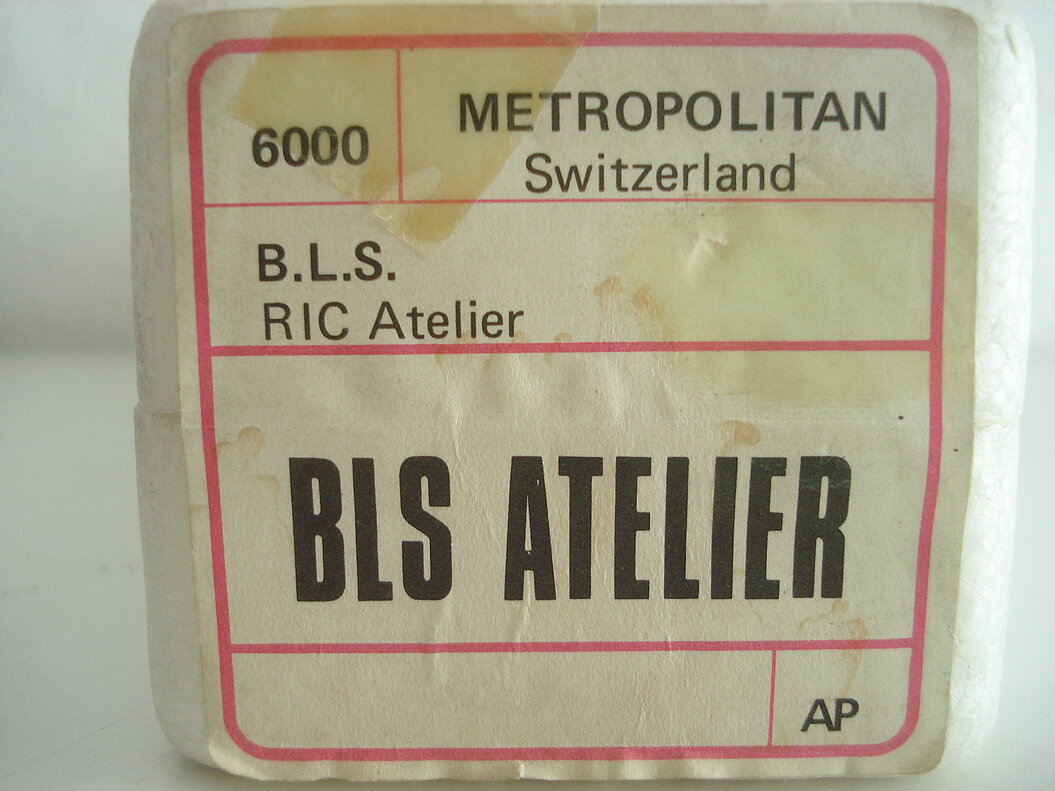 6000
METROPOLITAN
Switzerland
B.L.S.
RIC Atelier
BLS ATELIER
AP